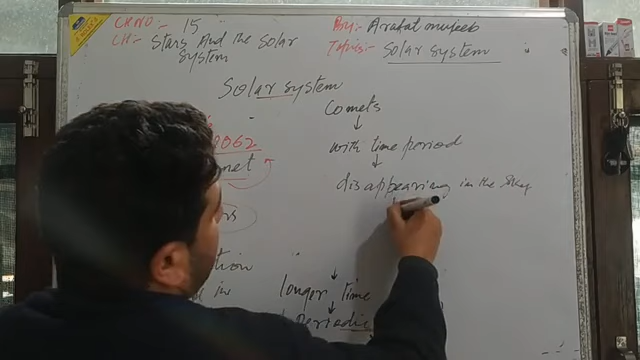 CH NO :- 15
By:- Arafat mujeeb
CH:- Stars And the Solar
System
Topic:- Solar system
Solar system
Comets
with time period
disappearing in the sky
longer time